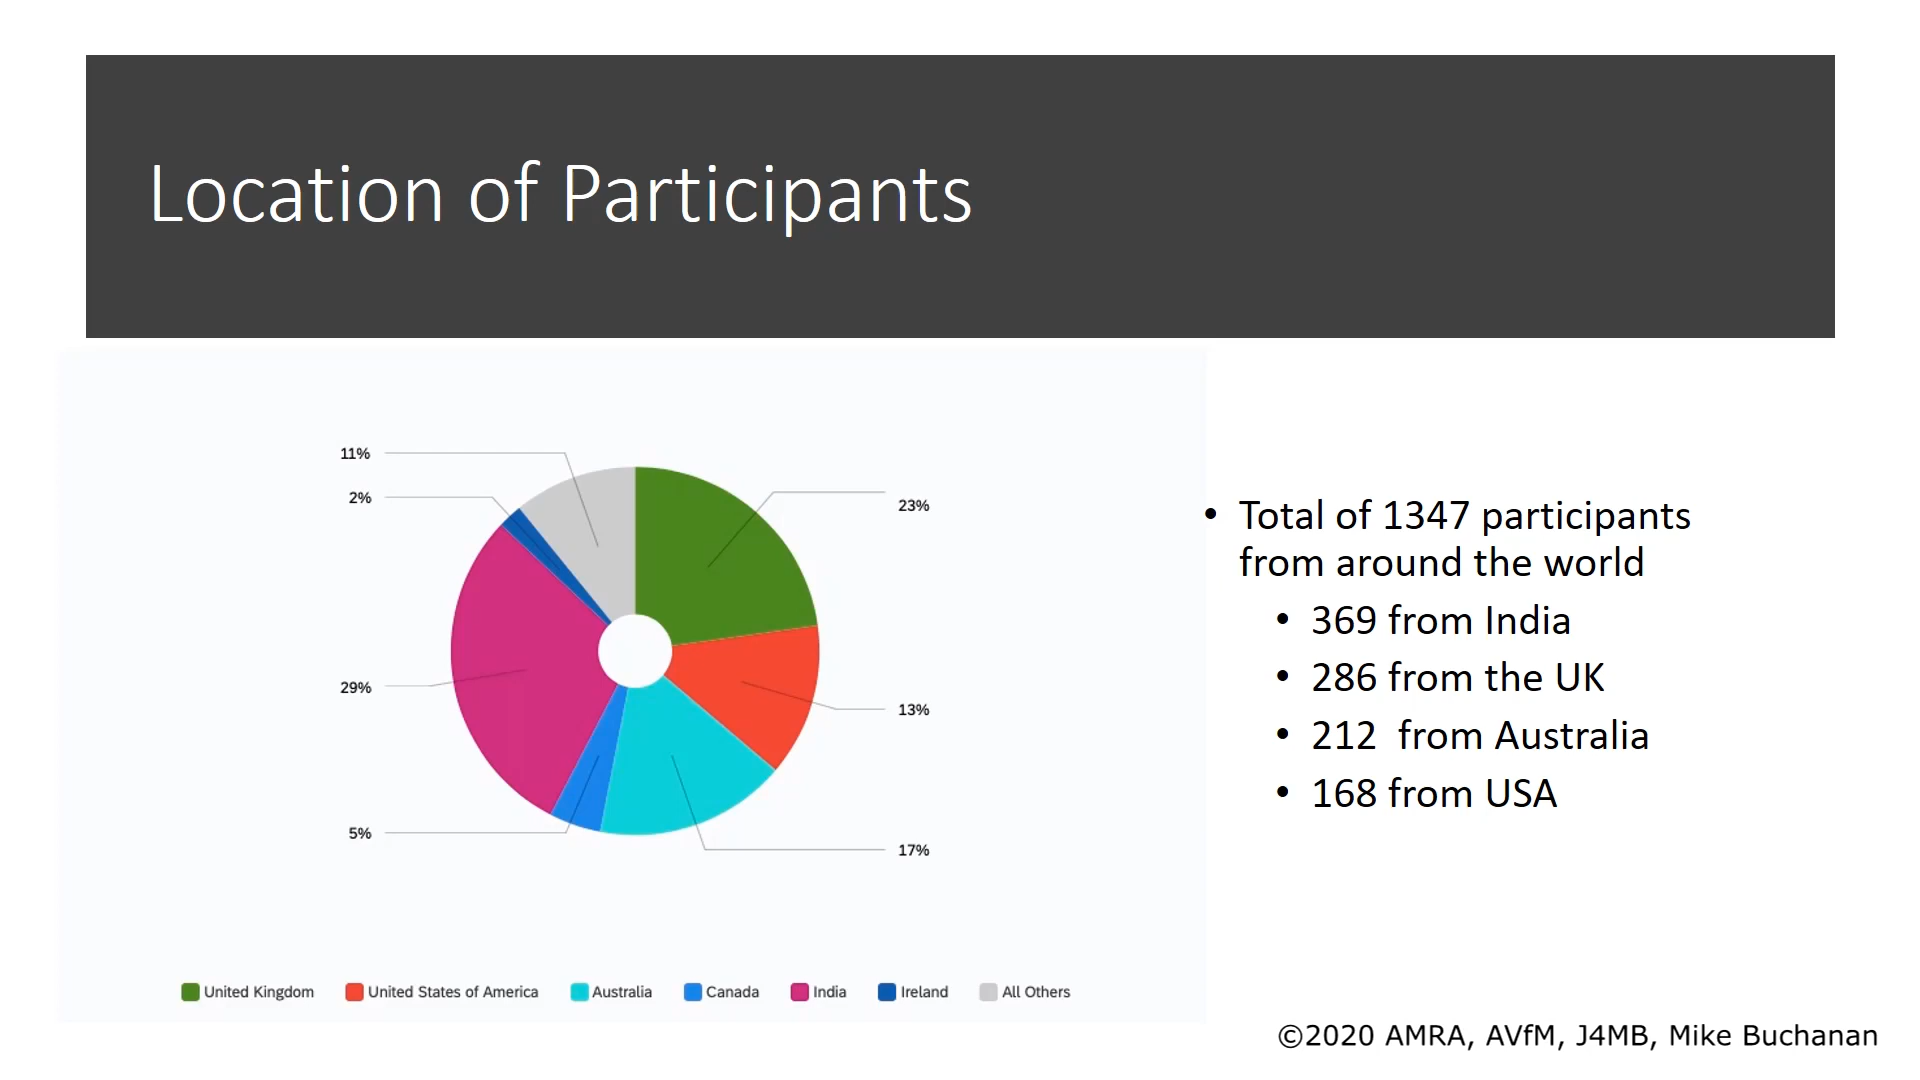 Location of Participants
11%
2%
23%
29%
13%
5%
17%
United Kingdom United States of America Australia Canada India Ireland All Others
• Total of 1347 participants
from around the world
• 369 from India
• 286 from the UK
• 212  from Australia
• 168 from USA
©2020 AMRA, AVfM, J4MB, Mike Buchanan